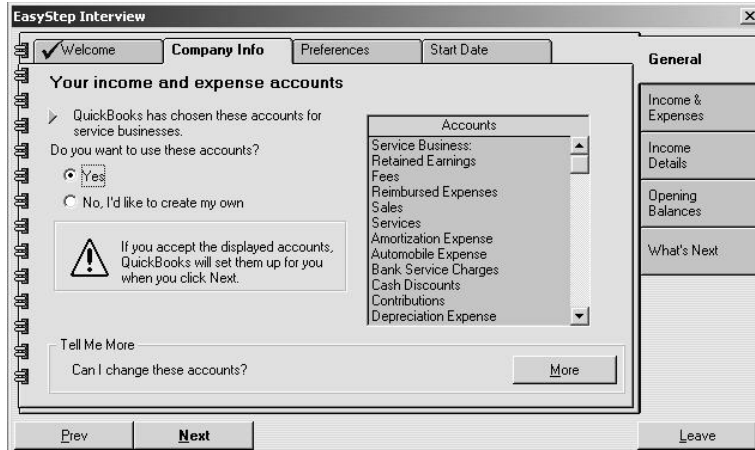 EasyStep Interview
Welcome
Company Info
Preferences
Start Date
General
Income &
Expenses
Income
Details
Opening
Balances
What's Next
Your income and expense accounts
QuickBooks has chosen these accounts for
service businesses.
Do you want to use these accounts?
Yes
No, I'd like to create my own
If you accept the displayed accounts,
QuickBooks will set them up for you
when you click Next.
Accounts
Service Business:
Retained Earnings
Fees
Reimbursed Expenses
Sales
Services
Amortization Expense
Automobile Expense
Bank Service Charges
Cash Discounts
Contributions
Depreciation Expense
Tell Me More
Can I change these accounts?
More
Prev
Next
Leave